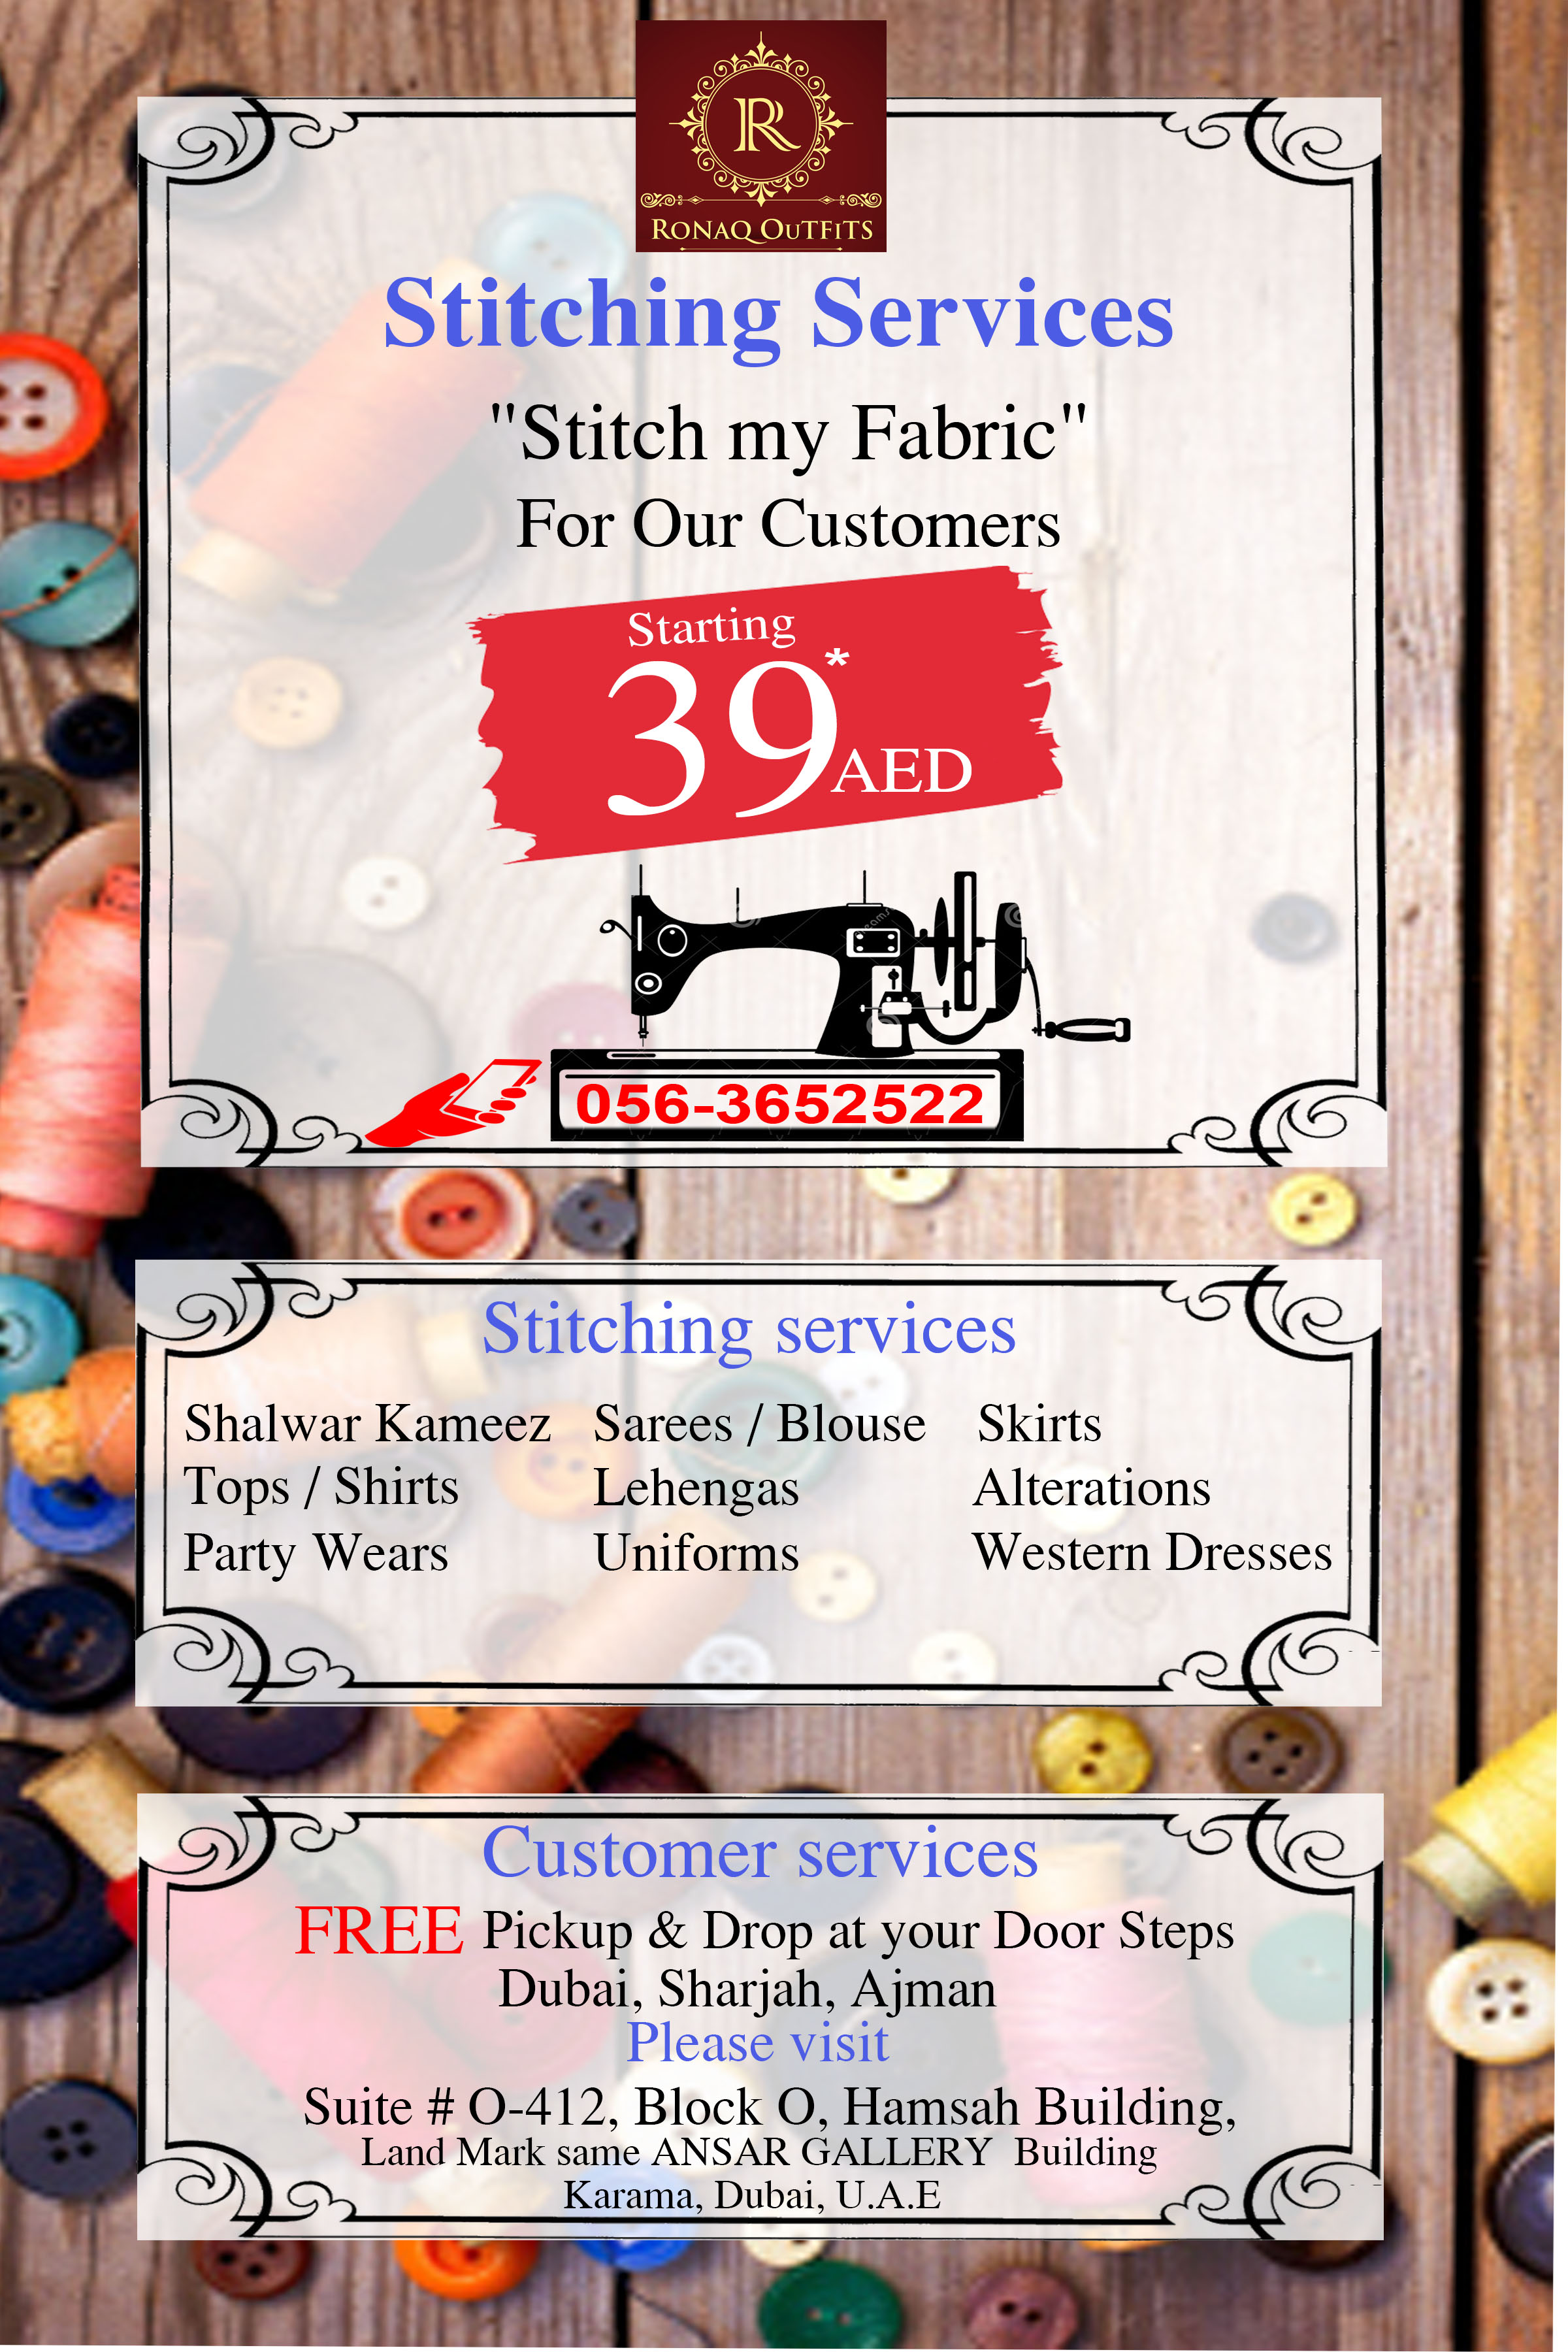 R
RONAQ OUTFITS
Stitching Services
"Stitch my Fabric"
For Our Customers
Starting
39*
AED
056-3652522
Stitching services
Shalwar Kameez Sarees / Blouse Skirts
Tops / Shirts Lehengas Alterations
Party Wears Uniforms Western Dresses
Customer services
FREE Pickup & Drop at your Door Steps
Dubai, Sharjah, Ajman
Please visit
Suite # O-412, Block O, Hamsah Building,
Land Mark same ANSAR GALLERY Building
Karama, Dubai, U.A.E